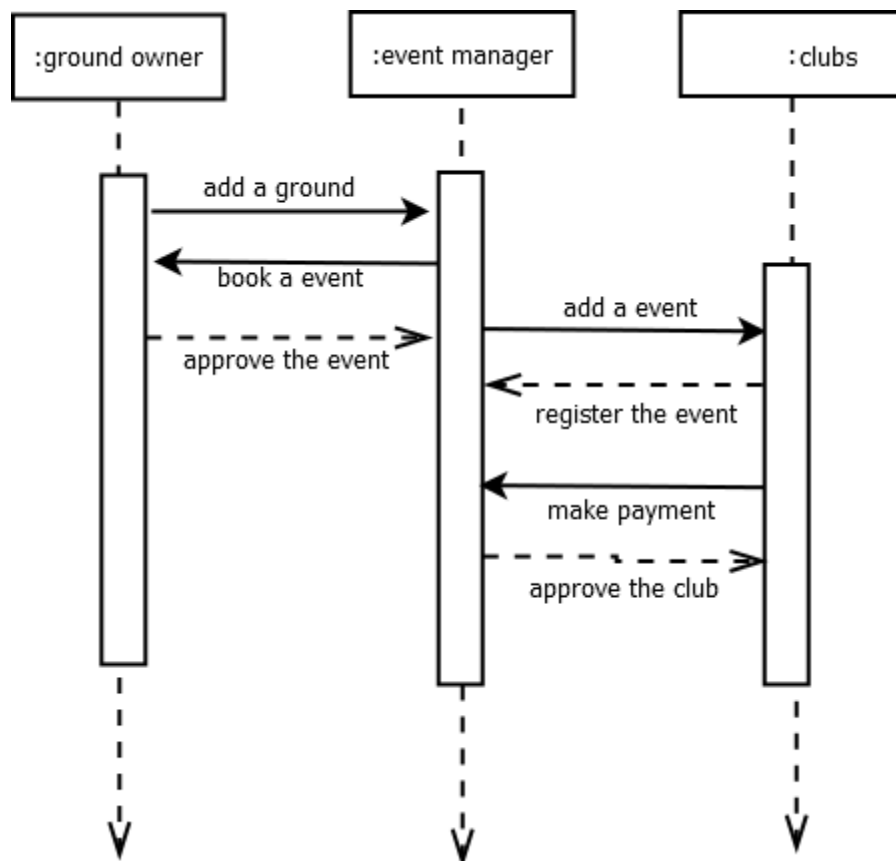 :ground owner
:event manager
:clubs
add a ground
book a event
add a event
approve the event
register the event
make payment
approve the club